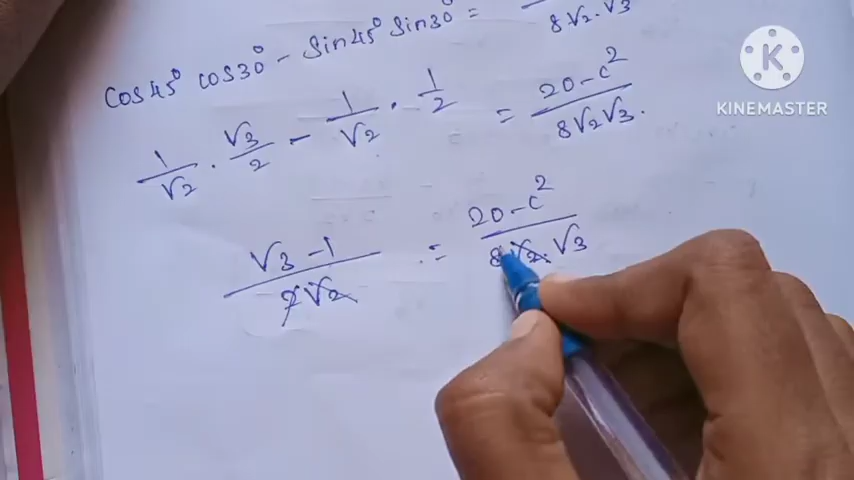 cos45° cos30° - sin45° sin30° = —/8√2.√3
1/√2 . √3/2 - 1/√2 . 1/2 = 20-c²/8√2√3.
√3-1/2√2 = 20-c²/8√2.√3
K
KINEMASTER